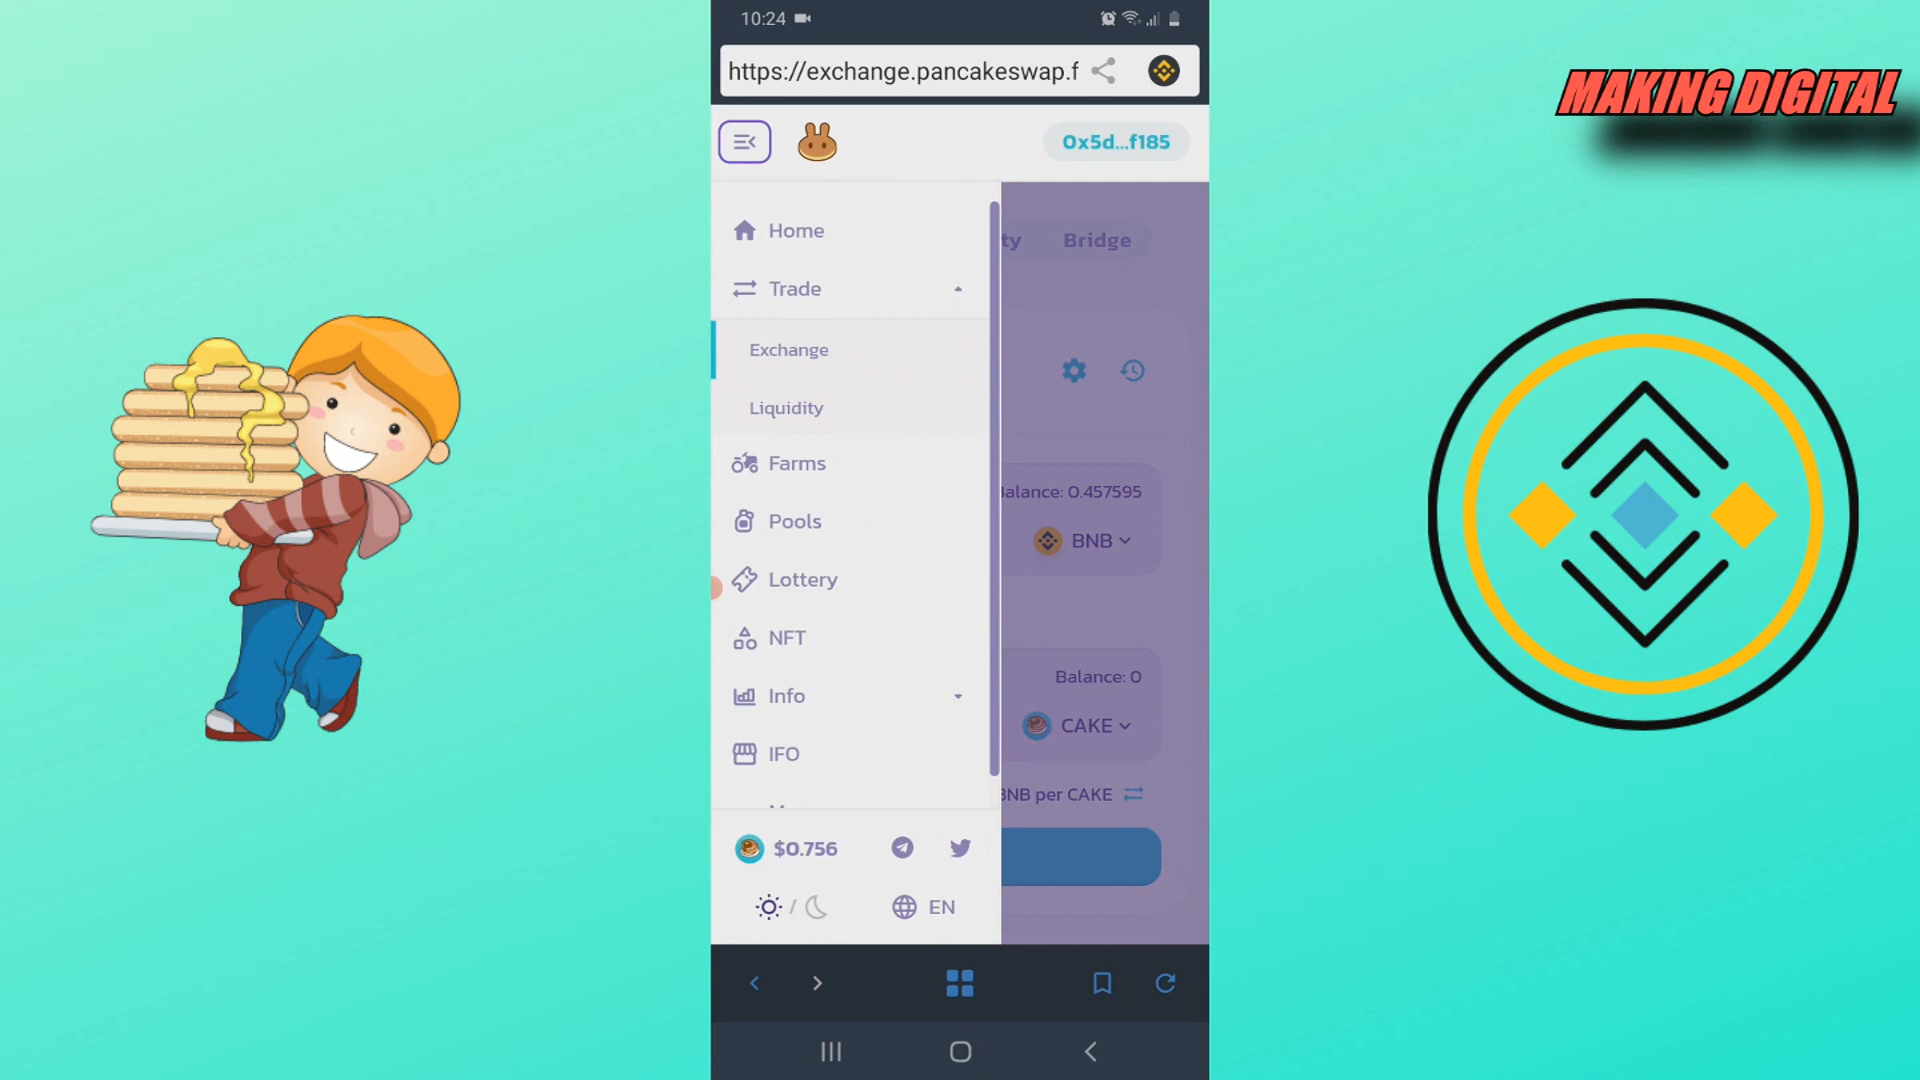 10:24
https://exchange.pancakeswap.f
MAKING DIGITAL
0x5d...f185
Home
ty Bridge
Trade
Exchange
Liquidity
Farms
Balance: 0.457595
Pools
BNB
Lottery
NFT
Balance: 0
Info
CAKE
IFO
BNB per CAKE
$0.756
/
EN